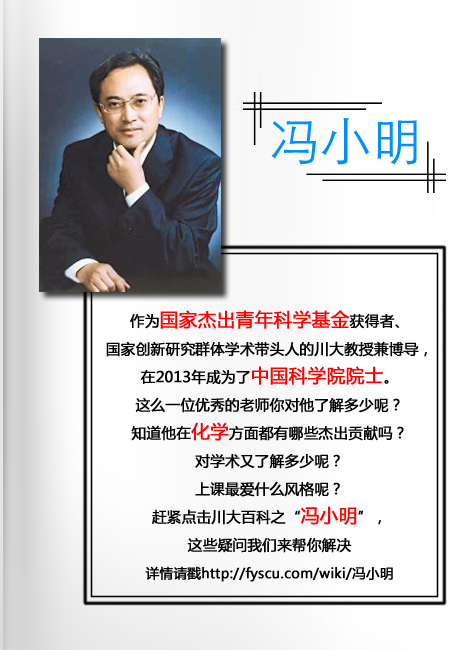 冯小明
作为国家杰出青年科学基金获得者、
国家创新研究群体学术带头人的川大教授兼博导，
在2013年成为了中国科学院院士。
这么一位优秀的老师你对他了解多少呢？
知道他在化学方面都有哪些杰出贡献吗？
对学术又了解多少呢？
上课最爱什么风格呢？
赶紧点击川大百科之“冯小明”，
这些疑问我们来帮你解决
详情请戳http://fyscu.com/wiki/冯小明